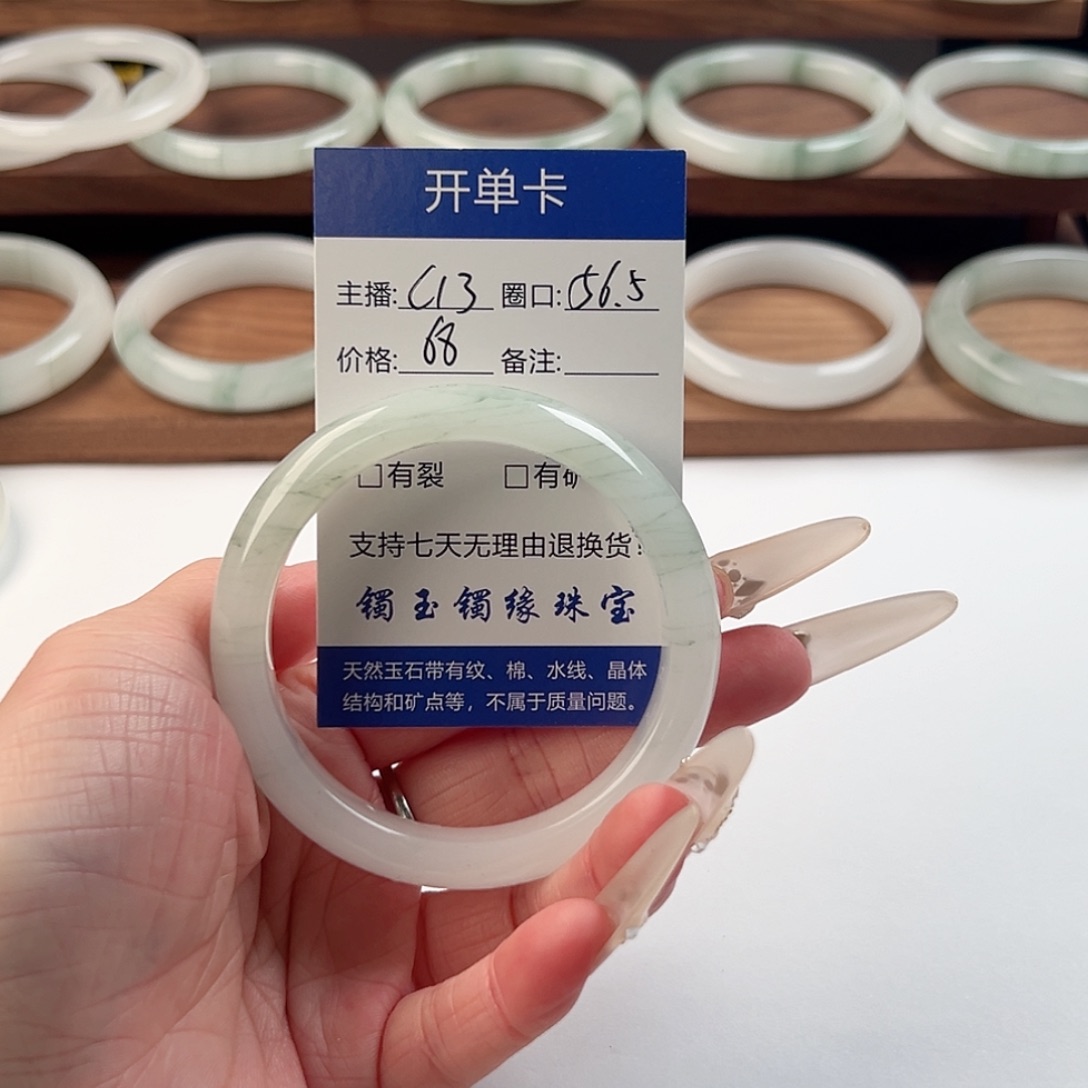 开单卡
主播: C13 圈口: 56.5
价格: 68 备注:
□有裂 □有矿
支持七天无理由退换货
镯玉镯缘珠宝
天然玉石带有纹、棉、水线、晶体
结构和矿点等，不属于质量问题。